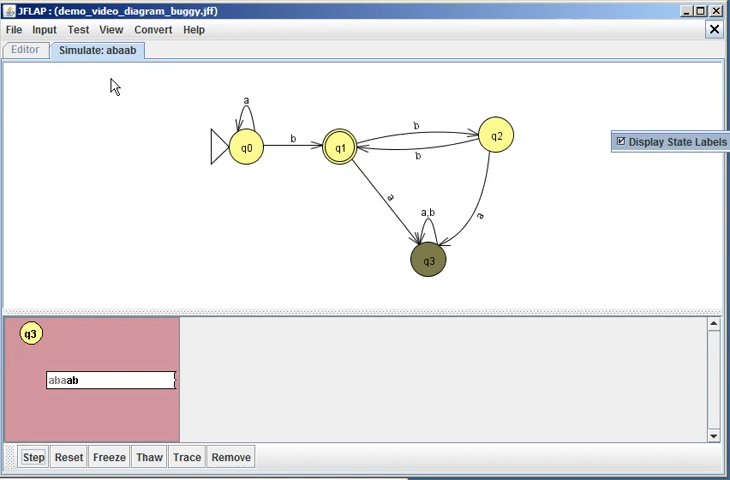 JFLAP : (demo_video_diagram_buggy.jff)
File Input Test View Convert Help
Editor Simulate: abaab
a
b
q0
q1
b
b
q2
Display State Labels
a
a
a,b
q3
q3
abaab
Step Reset Freeze Thaw Trace Remove